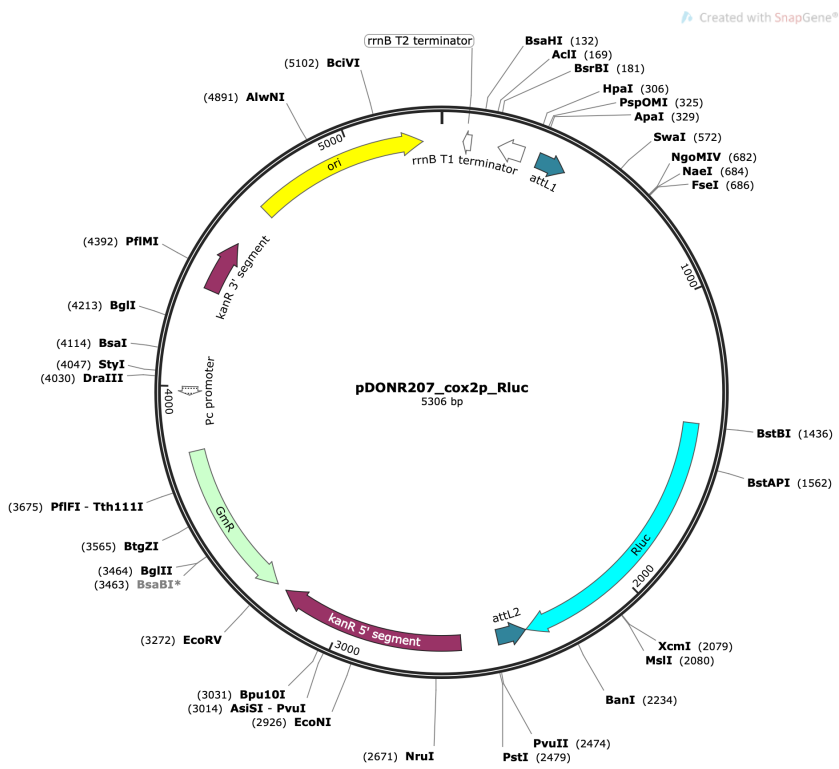 Created with SnapGene®
rrnB T2 terminator
BsaHI (132)
AclI (169)
BsrBI (181)
HpaI (306)
PspOMI (325)
ApaI (329)
SwaI (572)
NgoMIV (682)
NaeI (684)
FseI (686)
(5102) BciVI
(4891) AlwNI
5000
ori
rrnB T1 terminator
attL1
1000
(4392) PflMI
kanR 3' segment
(4213) BglI
(4114) BsaI
(4047) StyI
(4030) DraIII
4000
Pc promoter
pDONR207_cox2p_Rluc
5306 bp
BstBI (1436)
BstAPI (1562)
(3675) PflFI - Tth111I
GmR
(3565) BtgZI
(3464) BglII
(3463) BsaBI*
Rluc
2000
attL2
kanR 5' segment
3000
(3272) EcoRV
XcmI (2079)
MslI (2080)
BanI (2234)
(3031) Bpu10I
(3014) AsiSI - PvuI
(2926) EcoNI
(2671) NruI
PvuII (2474)
PstI (2479)